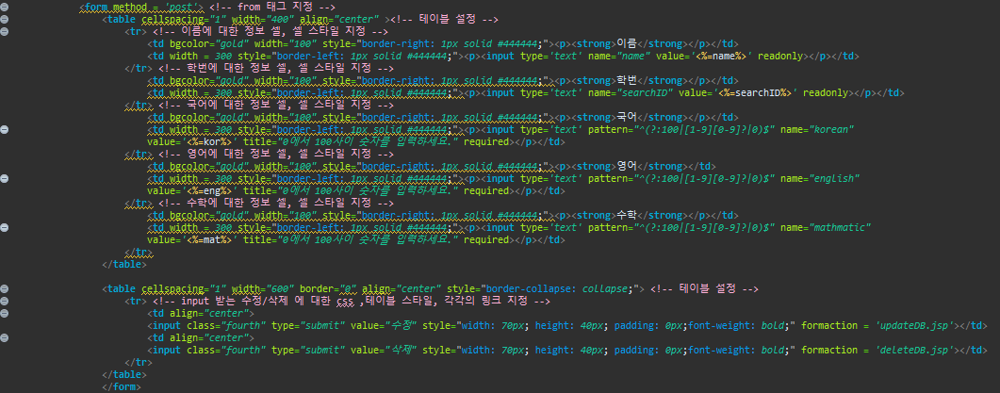 <form method = 'post'> <!-- from 태그 지정 -->
<table cellspacing="1" width="400" align="center" ><!-- 테이블 설정 -->
<tr> <!-- 이름에 대한 정보 셀, 셀 스타일 지정 -->
<td bgcolor="gold" width="100" style="border-right: 1px solid #444444;"><p><strong>이름</strong></p></td>
<td width = 300 style="border-left: 1px solid #444444;"><p><input type='text' name="name" value='<%=name%>' readonly></p></td>
</tr> <!-- 학번에 대한 정보 셀, 셀 스타일 지정 -->
<td bgcolor="gold" width="100" style="border-right: 1px solid #444444;"><p><strong>학번</strong></p></td>
<td width = 300 style="border-left: 1px solid #444444;"><p><input type='text' name="searchID" value='<%=searchID%>' readonly></p></td>
</tr> <!-- 국어에 대한 정보 셀, 셀 스타일 지정 -->
<td bgcolor="gold" width="100" style="border-right: 1px solid #444444;"><p><strong>국어</strong></p></td>
<td width = 300 style="border-left: 1px solid #444444;"><p><input type='text' pattern="^(?:100|[1-9][0-9]?|0)$" name="korean"
value='<%=kor%>' title="0에서 100사이 숫자를 입력하세요." required></p></td>
</tr> <!-- 영어에 대한 정보 셀, 셀 스타일 지정 -->
<td bgcolor="gold" width="100" style="border-right: 1px solid #444444;"><p><strong>영어</strong></p></td>
<td width = 300 style="border-left: 1px solid #444444;"><p><input type='text' pattern="^(?:100|[1-9][0-9]?|0)$" name="english"
value='<%=eng%>' title="0에서 100사이 숫자를 입력하세요." required></p></td>
</tr> <!-- 수학에 대한 정보 셀, 셀 스타일 지정 -->
<td bgcolor="gold" width="100" style="border-right: 1px solid #444444;"><p><strong>수학</strong></p></td>
<td width = 300 style="border-left: 1px solid #444444;"><p><input type='text' pattern="^(?:100|[1-9][0-9]?|0)$" name="mathmatic"
value='<%=mat%>' title="0에서 100사이 숫자를 입력하세요." required></p></td>
</tr>
</table>
<table cellspacing="1" width="600" border="0" align="center" style="border-collapse: collapse;"> <!-- 테이블 설정 -->
<tr> <!-- input 받는 수정/삭제 에 대한 css ,테이블 스타일, 각각의 링크 지정 -->
<td align="center">
<input class="fourth" type="submit" value="수정" style="width: 70px; height: 40px; padding: 0px;font-weight: bold;" formaction = 'updateDB.jsp'></td>
<td align="center">
<input class="fourth" type="submit" value="삭제" style="width: 70px; height: 40px; padding: 0px;font-weight: bold;" formaction = 'deleteDB.jsp'></td>
</tr>
</table>
</form>